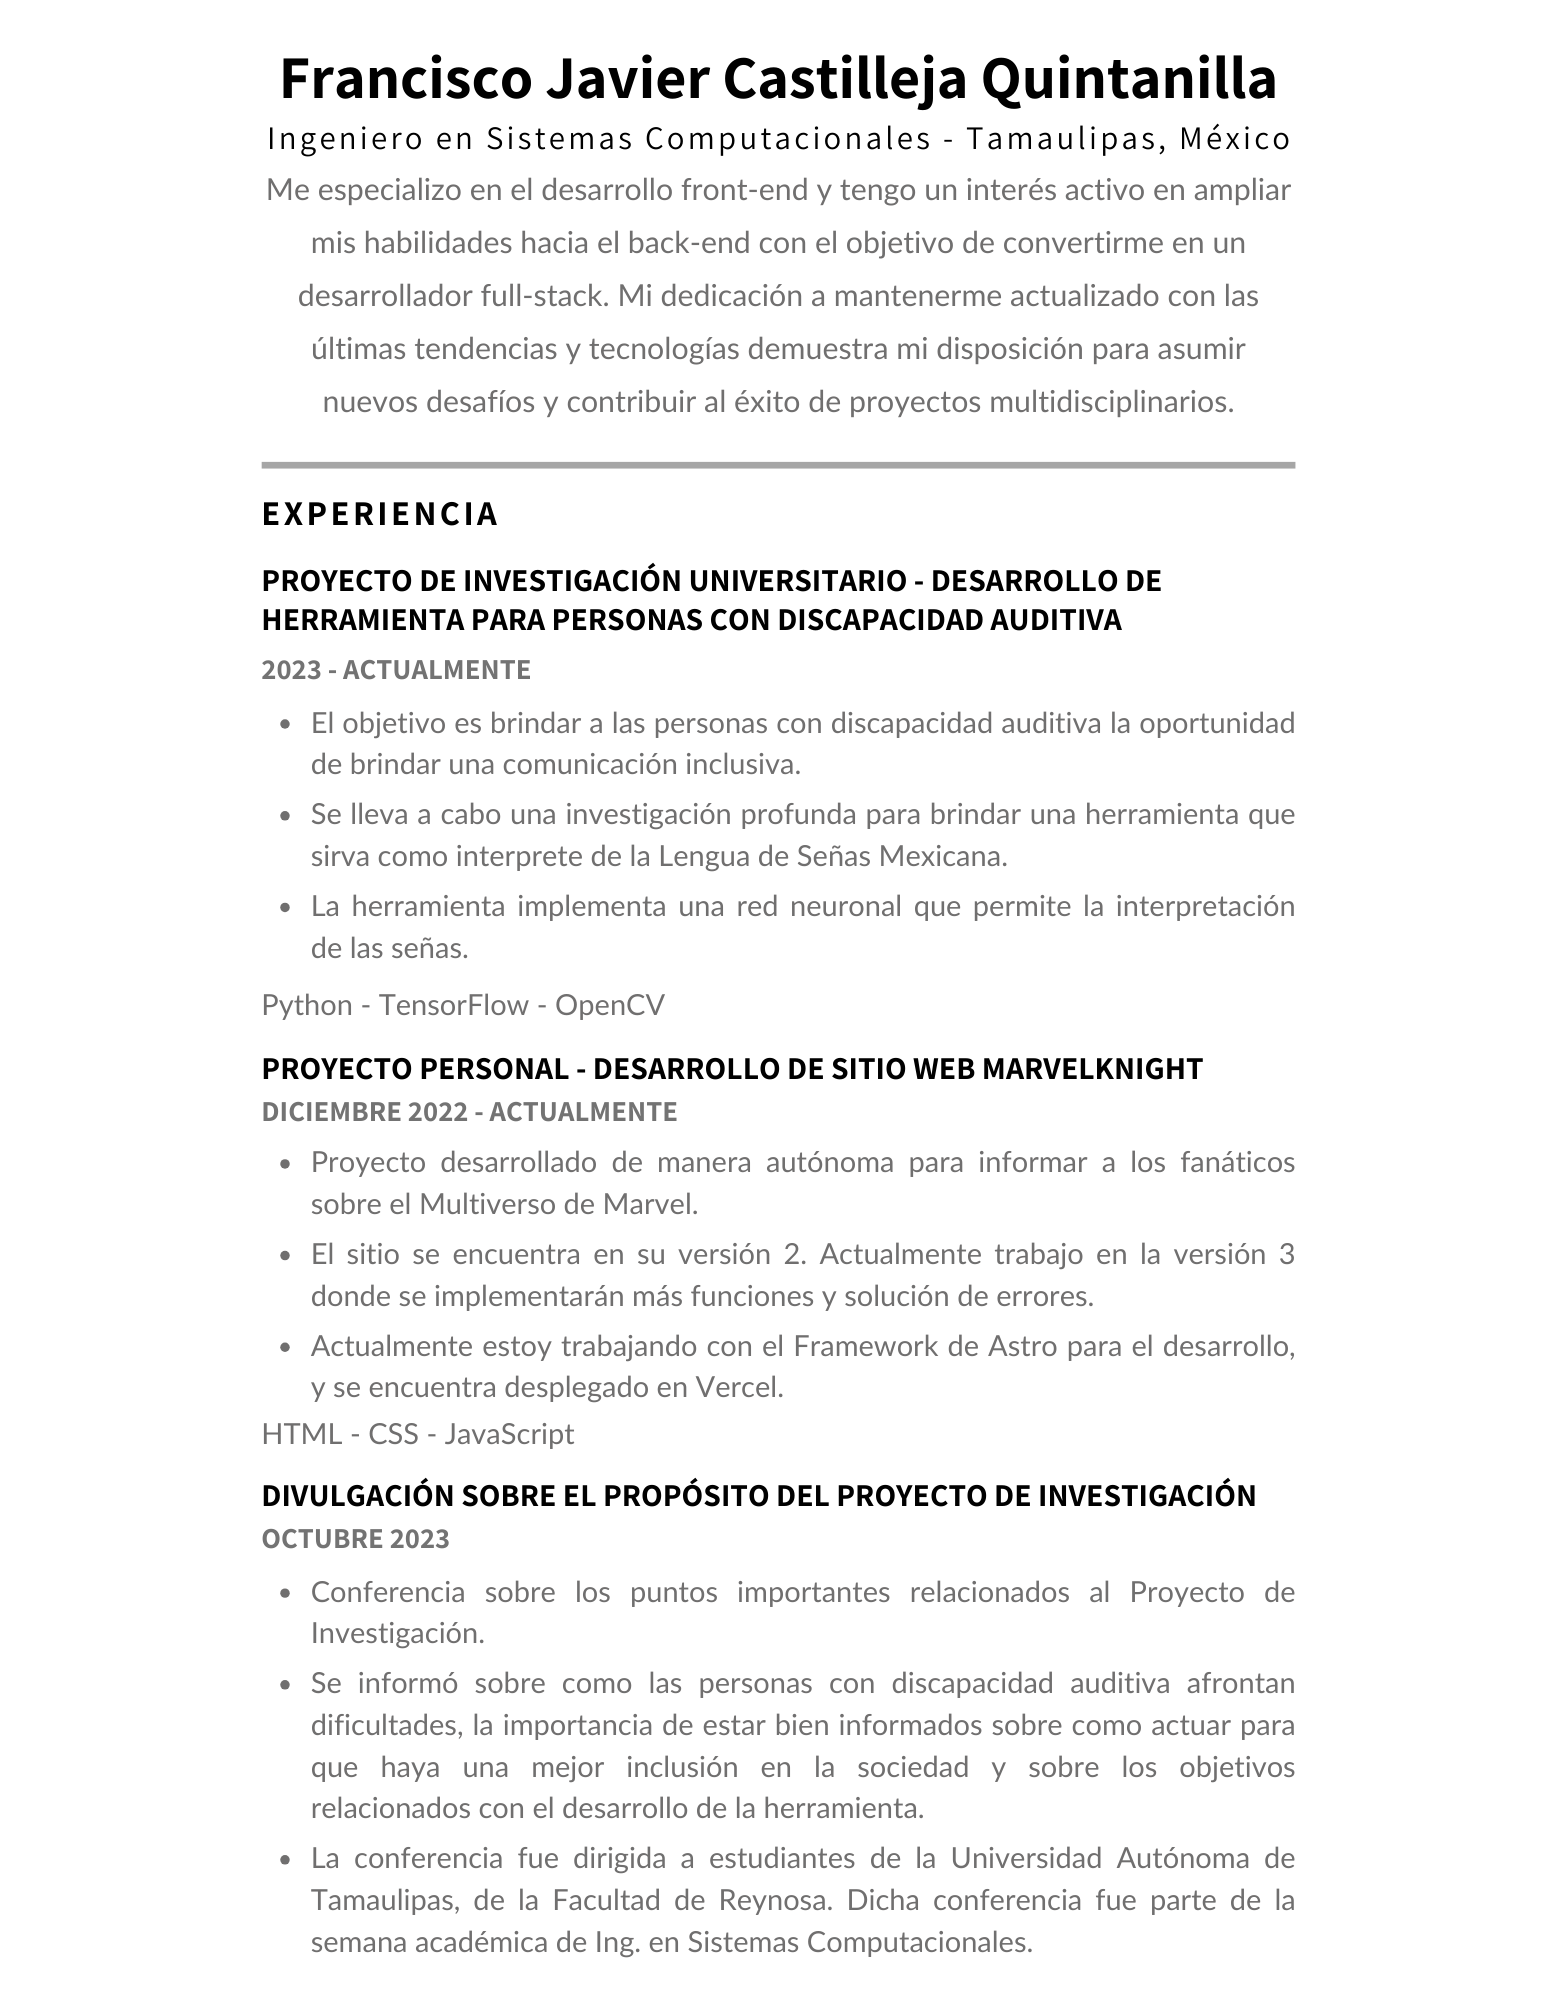 Francisco Javier Castilleja Quintanilla
Ingeniero en Sistemas Computacionales - Tamaulipas, México
Me especializo en el desarrollo front-end y tengo un interés activo en ampliar
mis habilidades hacia el back-end con el objetivo de convertirme en un
desarrollador full-stack. Mi dedicación a mantenerme actualizado con las
últimas tendencias y tecnologías demuestra mi disposición para asumir
nuevos desafíos y contribuir al éxito de proyectos multidisciplinarios.
EXPERIENCIA
PROYECTO DE INVESTIGACIÓN UNIVERSITARIO - DESARROLLO DE
HERRAMIENTA PARA PERSONAS CON DISCAPACIDAD AUDITIVA
2023 - ACTUALMENTE
• El objetivo es brindar a las personas con discapacidad auditiva la oportunidad
de brindar una comunicación inclusiva.
• Se lleva a cabo una investigación profunda para brindar una herramienta que
sirva como interprete de la Lengua de Señas Mexicana.
• La herramienta implementa una red neuronal que permite la interpretación
de las señas.
Python - TensorFlow - OpenCV
PROYECTO PERSONAL - DESARROLLO DE SITIO WEB MARVELKNIGHT
DICIEMBRE 2022 - ACTUALMENTE
• Proyecto desarrollado de manera autónoma para informar a los fanáticos
sobre el Multiverso de Marvel.
• El sitio se encuentra en su versión 2. Actualmente trabajo en la versión 3
donde se implementarán más funciones y solución de errores.
• Actualmente estoy trabajando con el Framework de Astro para el desarrollo,
y se encuentra desplegado en Vercel.
HTML - CSS - JavaScript
DIVULGACIÓN SOBRE EL PROPÓSITO DEL PROYECTO DE INVESTIGACIÓN
OCTUBRE 2023
• Conferencia sobre los puntos importantes relacionados al Proyecto de
Investigación.
• Se informó sobre como las personas con discapacidad auditiva afrontan
dificultades, la importancia de estar bien informados sobre como actuar para
que haya una mejor inclusión en la sociedad y sobre los objetivos
relacionados con el desarrollo de la herramienta.
• La conferencia fue dirigida a estudiantes de la Universidad Autónoma de
Tamaulipas, de la Facultad de Reynosa. Dicha conferencia fue parte de la
semana académica de Ing. en Sistemas Computacionales.